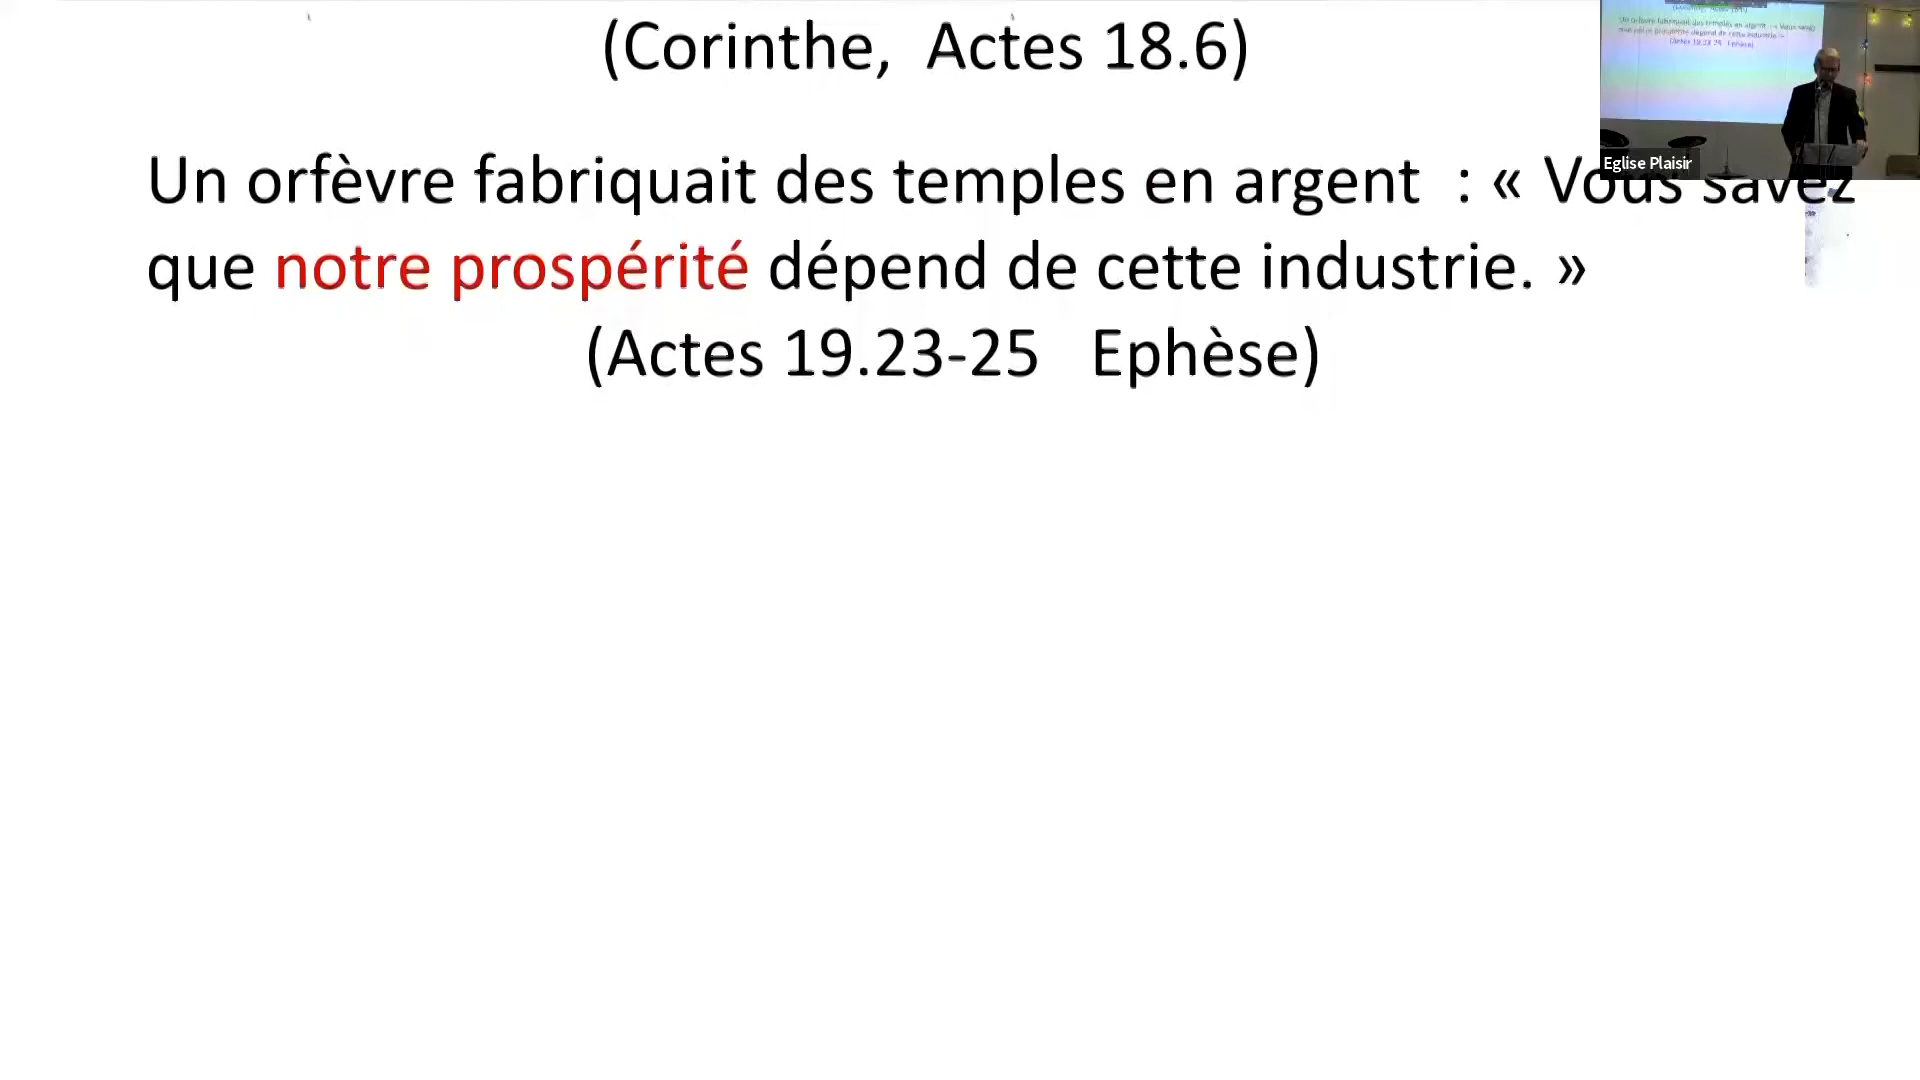 (Corinthe,  Actes 18.6)
Un orfèvre fabriquait des temples en argent  : « Vous savez
que notre prospérité dépend de cette industrie. »
(Actes 19.23-25   Ephèse)
Eglise Plaisir